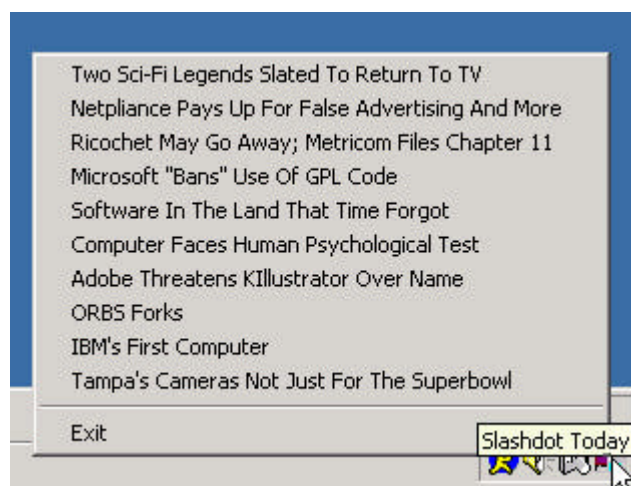 Two Sci-Fi Legends Slated To Return To TV
Netpliance Pays Up For False Advertising And More
Ricochet May Go Away; Metricom Files Chapter 11
Microsoft "Bans" Use Of GPL Code
Software In The Land That Time Forgot
Computer Faces Human Psychological Test
Adobe Threatens KIllustrator Over Name
ORBS Forks
IBM's First Computer
Tampa's Cameras Not Just For The Superbowl
Exit
Slashdot Today